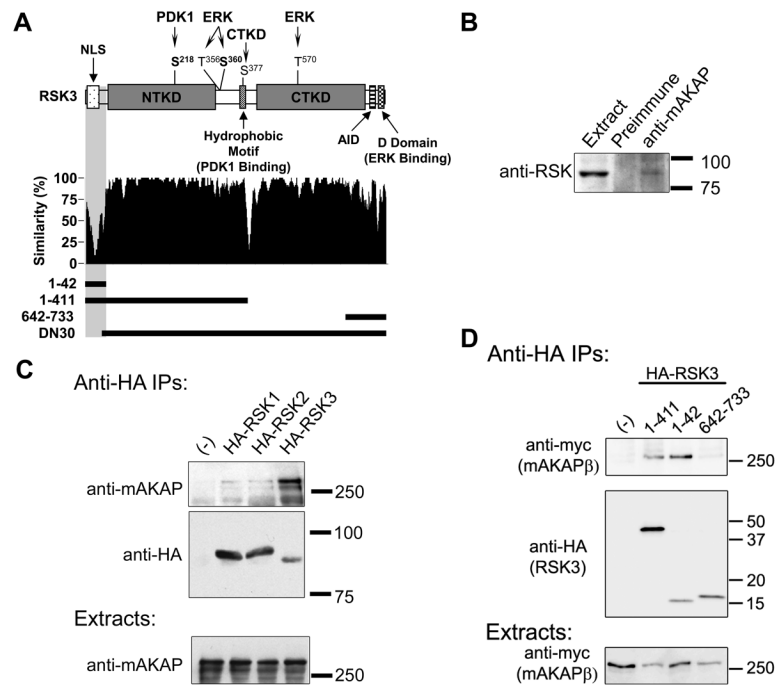 A
PDK1 ERK ERK
CTKD
NLS
S218 T356 S360 T570
S377
RSK3 NTKD CTKD
Hydrophobic
Motif
(PDK1 Binding)
AID
D Domain
(ERK Binding)
Similarity (%)
100
75
50
25
0
1-42
1-411
642-733
DN30
B
Extract Preimmune anti-mAKAP
anti-RSK
100
75
C
Anti-HA IPs:
(-) HA-RSK1 HA-RSK2 HA-RSK3
anti-mAKAP
250
anti-HA
100
75
Extracts:
anti-mAKAP
250
D
Anti-HA IPs:
HA-RSK3
(-) 1-411 1-42 642-733
anti-myc
(mAKAPβ)
250
anti-HA
(RSK3)
50
37
20
15
Extracts:
anti-myc
(mAKAPβ)
250